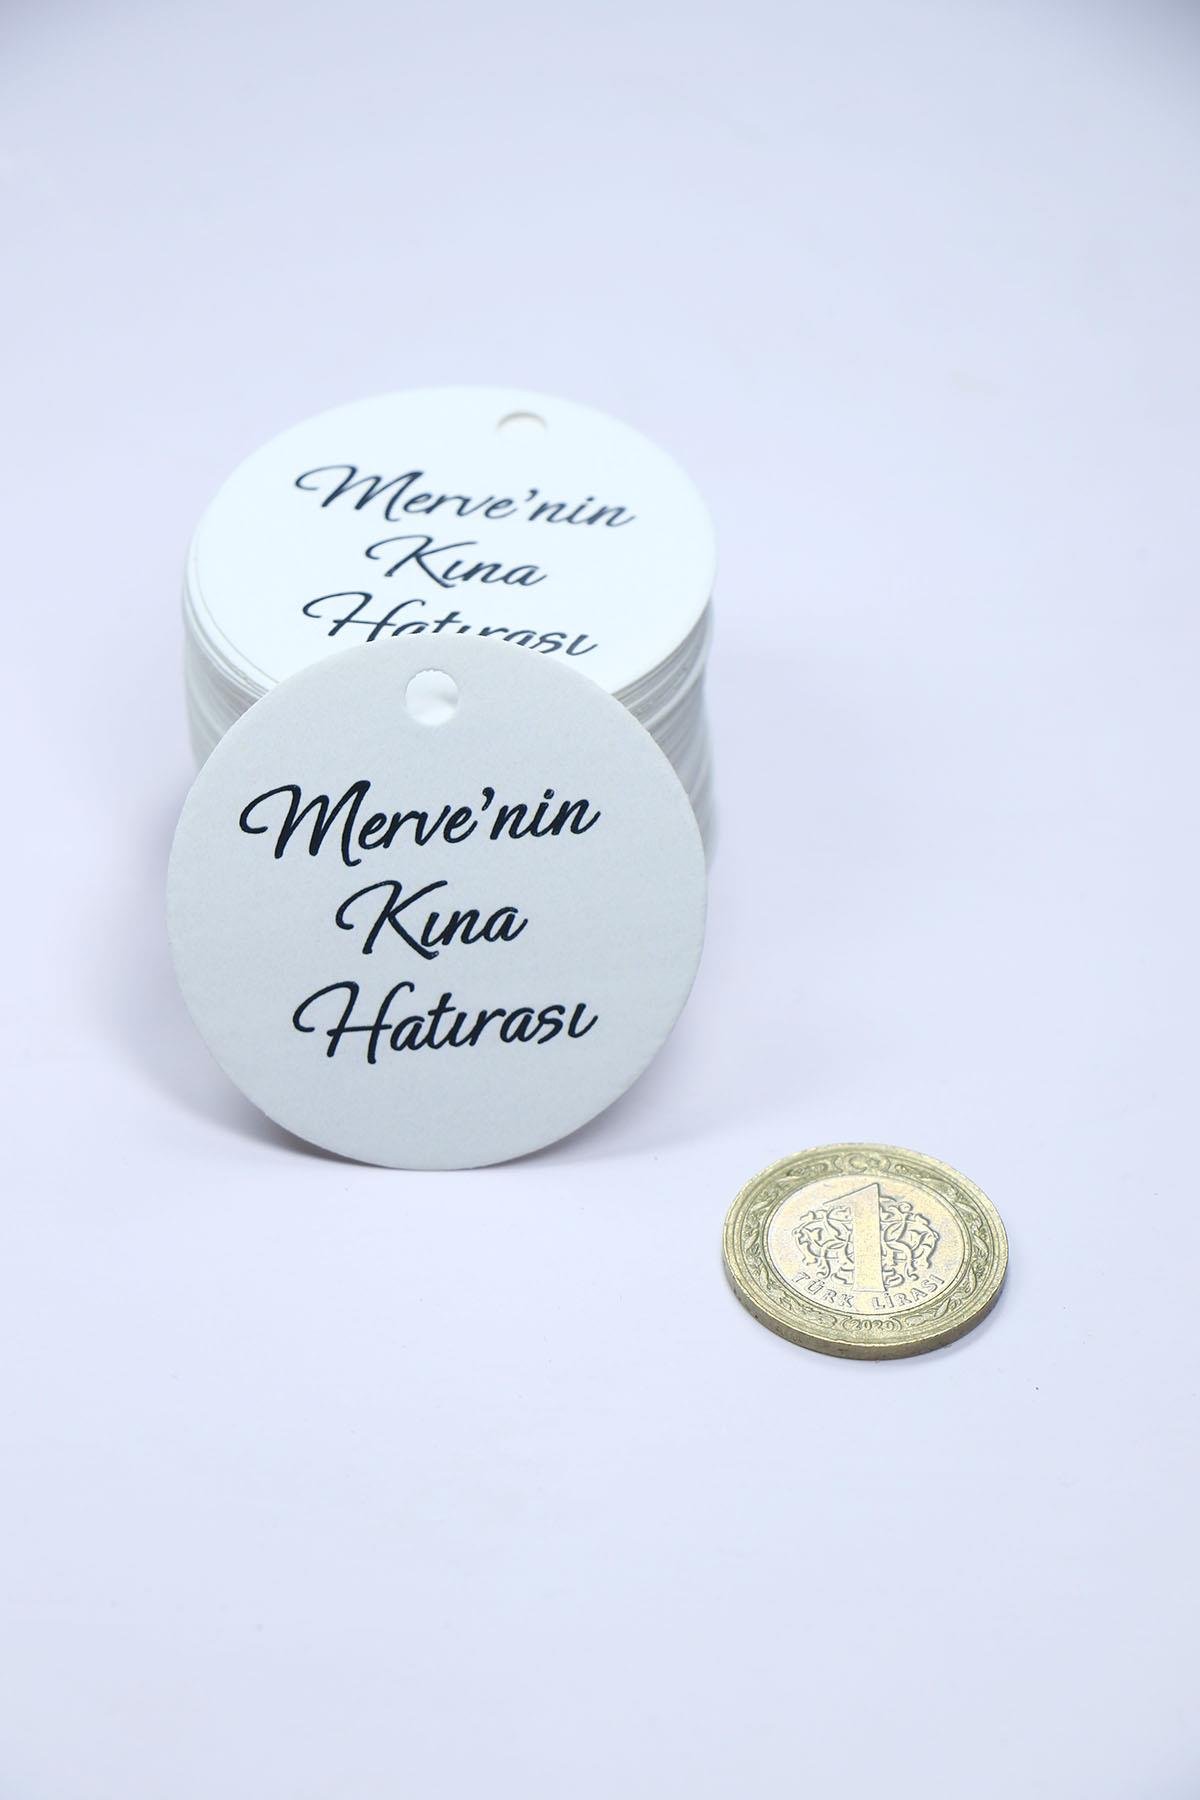 Merve'nin
Kına
Hatırası
Merve'nin
Kına
Hatırası
1
TÜRK LİRASI
(2020)